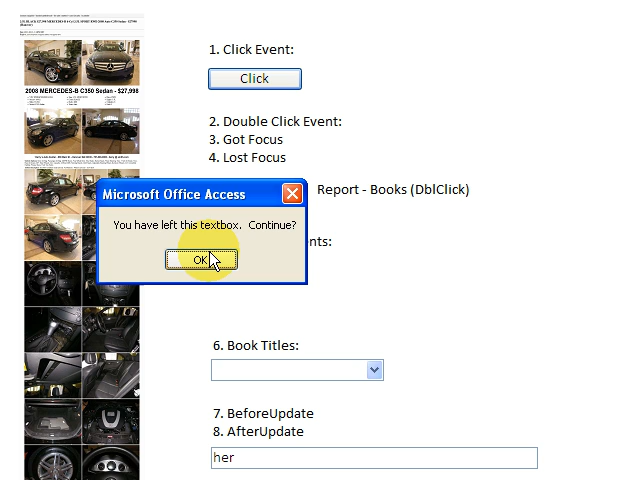 2008 MERCEDES-B C350 Sedan - $27,998
1. Click Event:
Click
2. Double Click Event:
3. Got Focus
4. Lost Focus
Report - Books (DblClick)
Microsoft Office Access
You have left this textbox. Continue?
OK
nts:
6. Book Titles:
7. BeforeUpdate
8. AfterUpdate
her